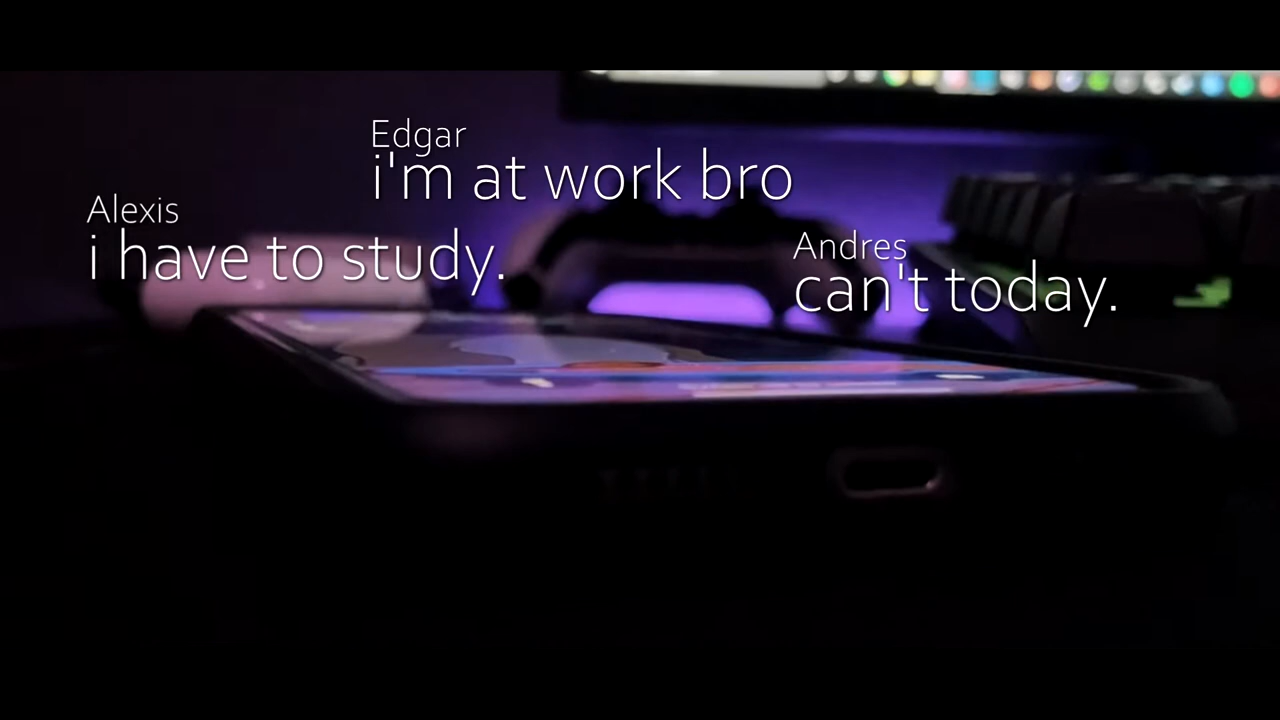 Edgar
i'm at work bro
Alexis
i have to study.
Andres
can't today.